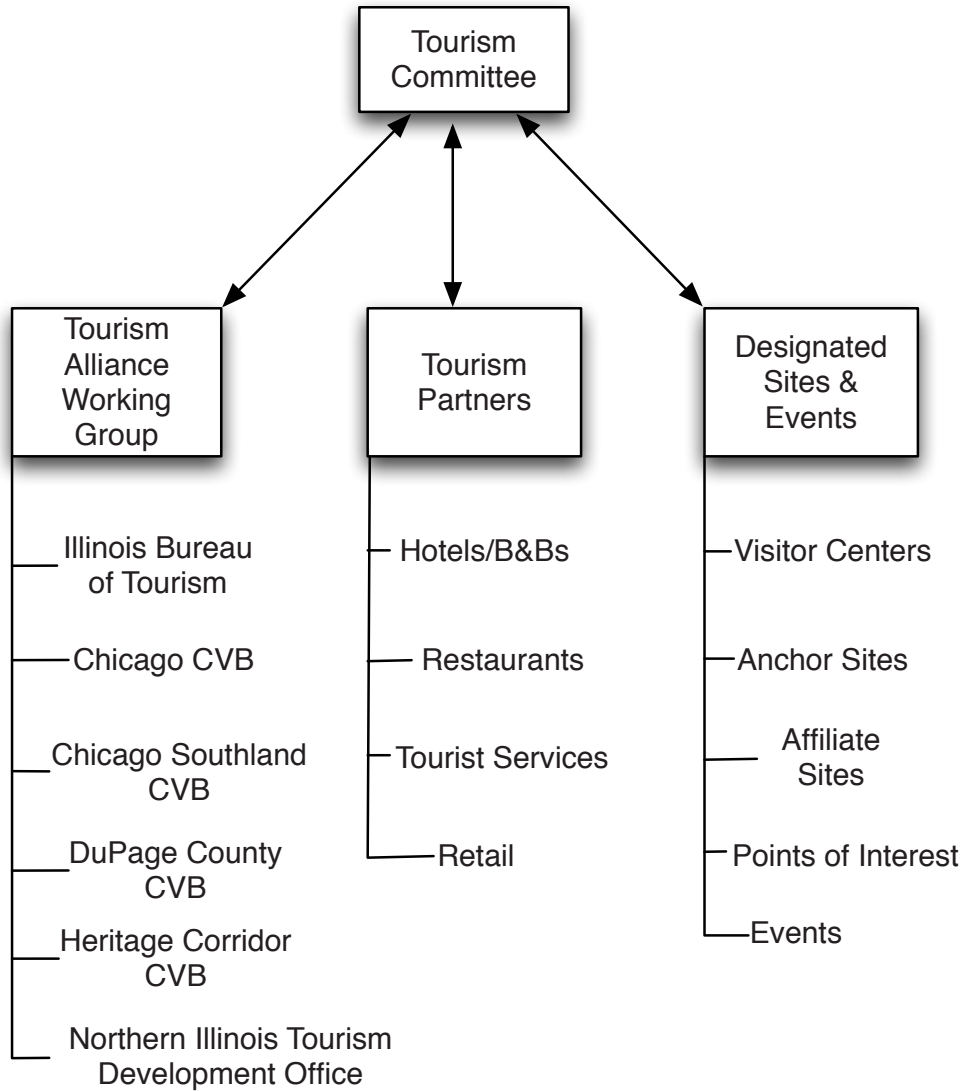 Tourism
Committee
Tourism
Alliance
Working
Group
Illinois Bureau
of Tourism
Chicago CVB
Chicago Southland
CVB
DuPage County
CVB
Heritage Corridor
CVB
Northern Illinois Tourism
Development Office
Tourism
Partners
Hotels/B&Bs
Restaurants
Tourist Services
Retail
Designated
Sites &
Events
Visitor Centers
Anchor Sites
Affiliate
Sites
Points of Interest
Events